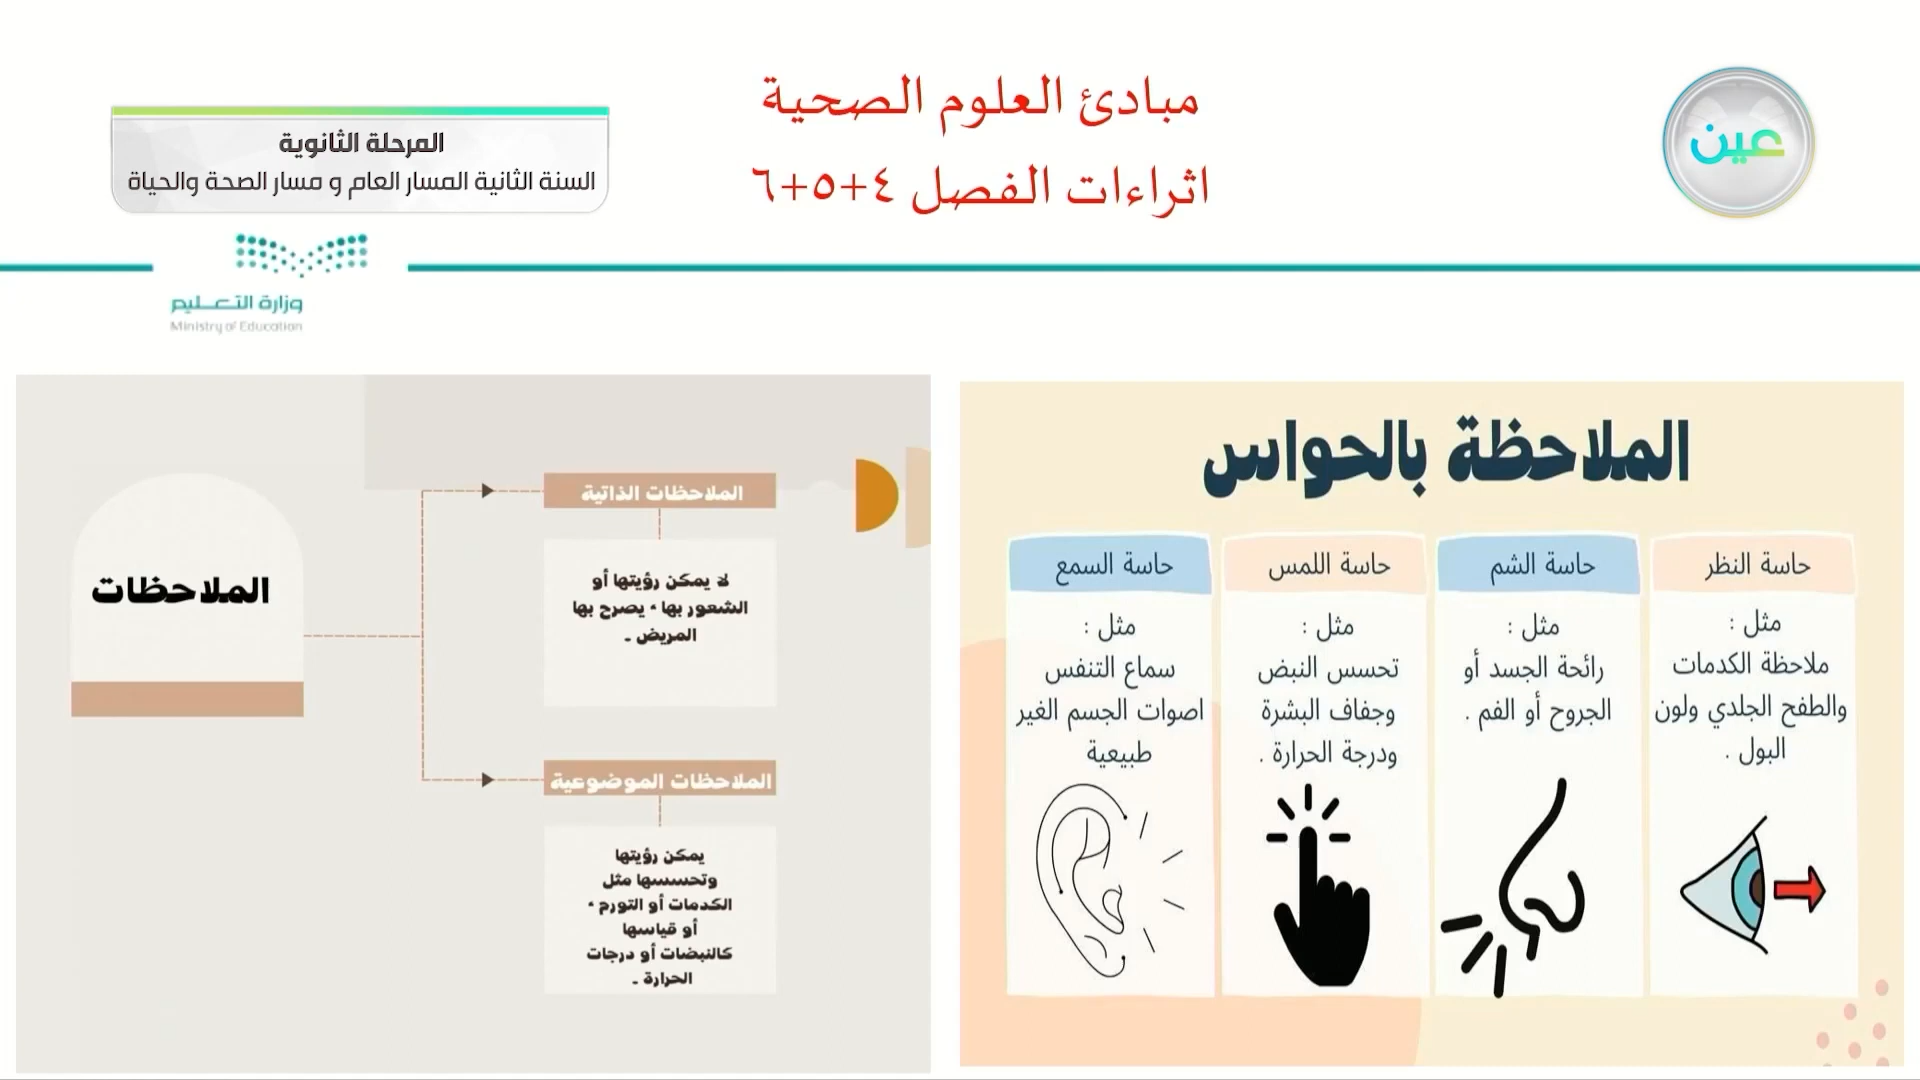 مبادئ العلوم الصحية
اثراءات الفصل ٤+٥+٦
عين
المرحلة الثانوية
السنة الثانية المسار العام و مسار الصحة والحياة
وزارة التعليم
Ministry of Education
الملاحظة بالحواس
حاسة النظر
مثل :
ملاحظة الكدمات
والطفح الجلدي ولون
البول .
حاسة الشم
مثل :
رائحة الجسد أو
الجروح أو الفم .
حاسة اللمس
مثل :
تحسس النبض
وجفاف البشرة
ودرجة الحرارة .
حاسة السمع
مثل :
سماع التنفس
اصوات الجسم الغير
طبيعية
الملاحظات
الملاحظات الذاتية
لا يمكن رؤيتها أو
الشعور بها ، يصرح بها
المريض .
الملاحظات الموضوعية
يمكن رؤيتها
وتحسسها مثل
الكدمات أو التورم ،
أو قياسها
كالنبضات أو درجات
الحرارة .